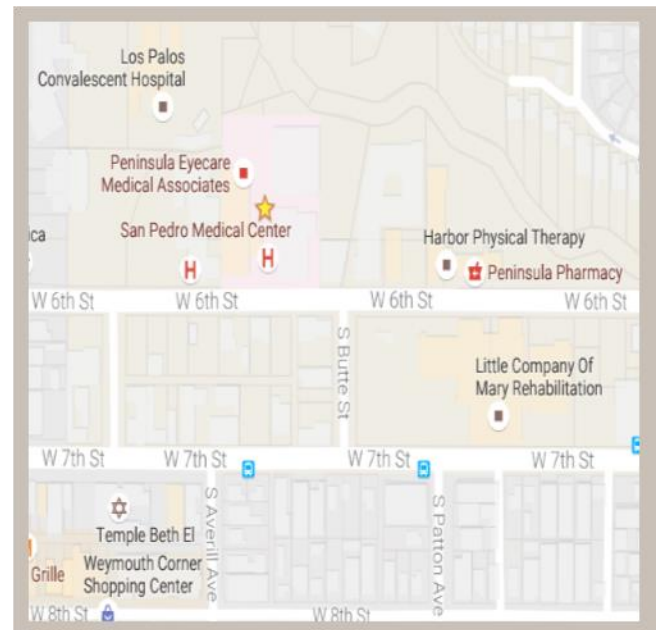 Los Palos
Convalescent Hospital
Peninsula Eyecare
Medical Associates
San Pedro Medical Center
ica
Harbor Physical Therapy
H
H
Peninsula Pharmacy
W 6th St
W 6th St
W 6th St
W 6th St
S Butte St
Little Company Of
Mary Rehabilitation
W 7th St
W 7th St
W 7th St
W 7th St
S Averill Ave
S Patton Ave
Temple Beth El
Grille
Weymouth Corner
Shopping Center
W 8th St
W 8th St